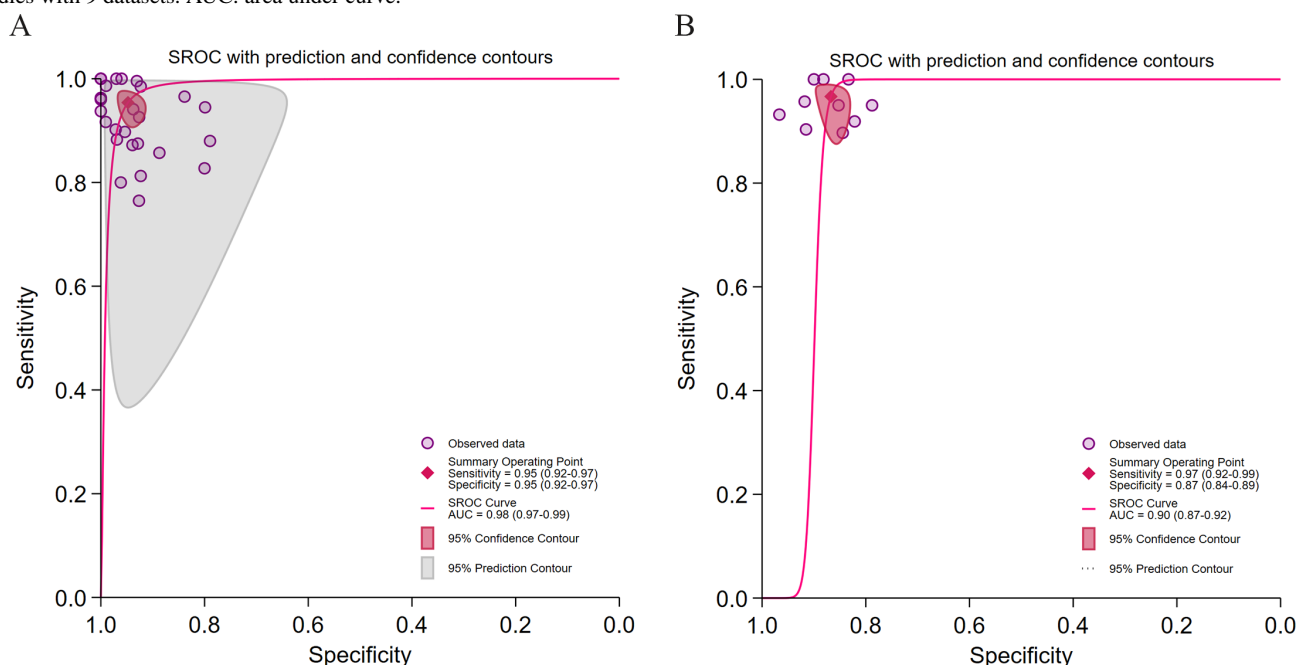 dies with 9 datasets. AUC: area under curve.
A
SROC with prediction and confidence contours
1.0
0.8
0.6
0.4
0.2
0.0
Sensitivity
1.0
0.8
0.6
0.4
0.2
0.0
Specificity
Observed data
Summary Operating Point
Sensitivity = 0.95 (0.92-0.97)
Specificity = 0.95 (0.92-0.97)
SROC Curve
AUC = 0.98 (0.97-0.99)
95% Confidence Contour
95% Prediction Contour
B
SROC with prediction and confidence contours
1.0
0.8
0.6
0.4
0.2
0.0
Sensitivity
1.0
0.8
0.6
0.4
0.2
0.0
Specificity
Observed data
Summary Operating Point
Sensitivity = 0.97 (0.92-0.99)
Specificity = 0.87 (0.84-0.89)
SROC Curve
AUC = 0.90 (0.87-0.92)
95% Confidence Contour
95% Prediction Contour